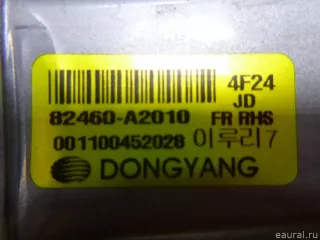 4F24
JD
82460-A2010 FR RHS
001100452028 이루리7
DONGYANG
eaural.ru